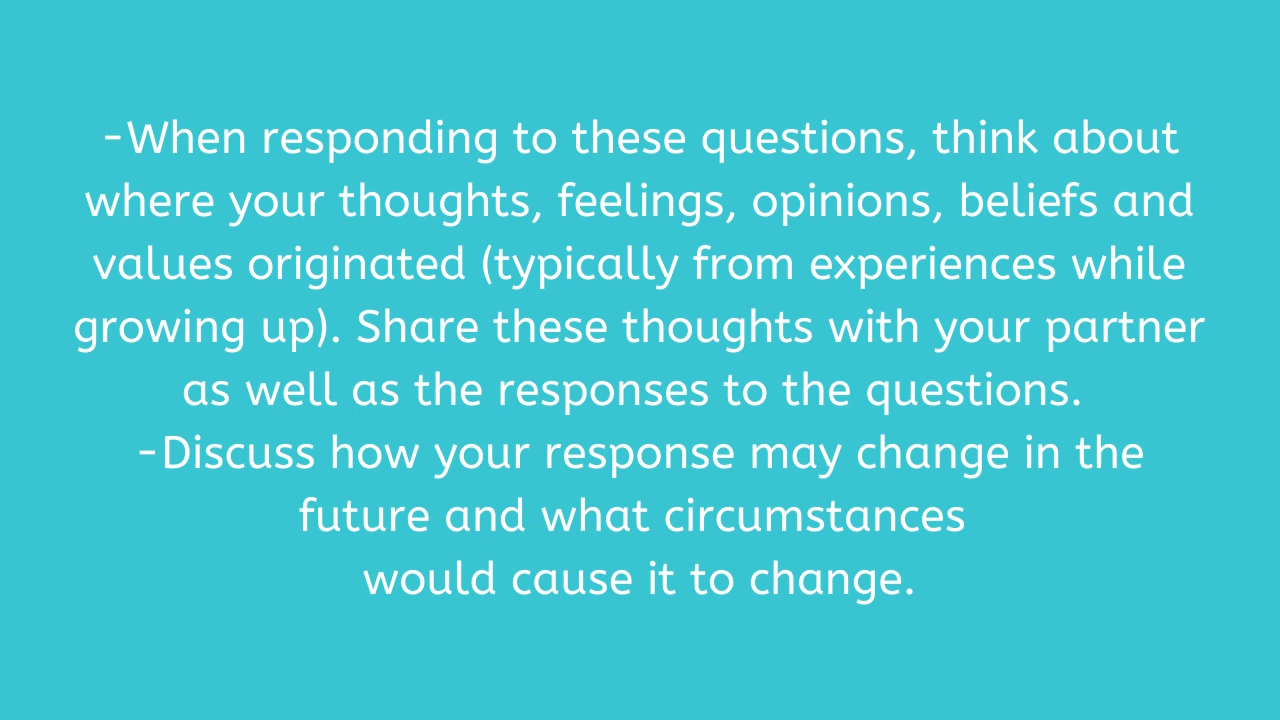 -When responding to these questions, think about
where your thoughts, feelings, opinions, beliefs and
values originated (typically from experiences while
growing up). Share these thoughts with your partner
as well as the responses to the questions.
-Discuss how your response may change in the
future and what circumstances
would cause it to change.